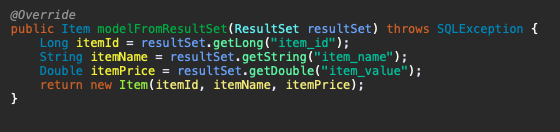 @Override
public Item modelFromResultSet(ResultSet resultSet) throws SQLException {
    Long itemId = resultSet.getLong("item_id");
    String itemName = resultSet.getString("item_name");
    Double itemPrice = resultSet.getDouble("item_value");
    return new Item(itemId, itemName, itemPrice);
}